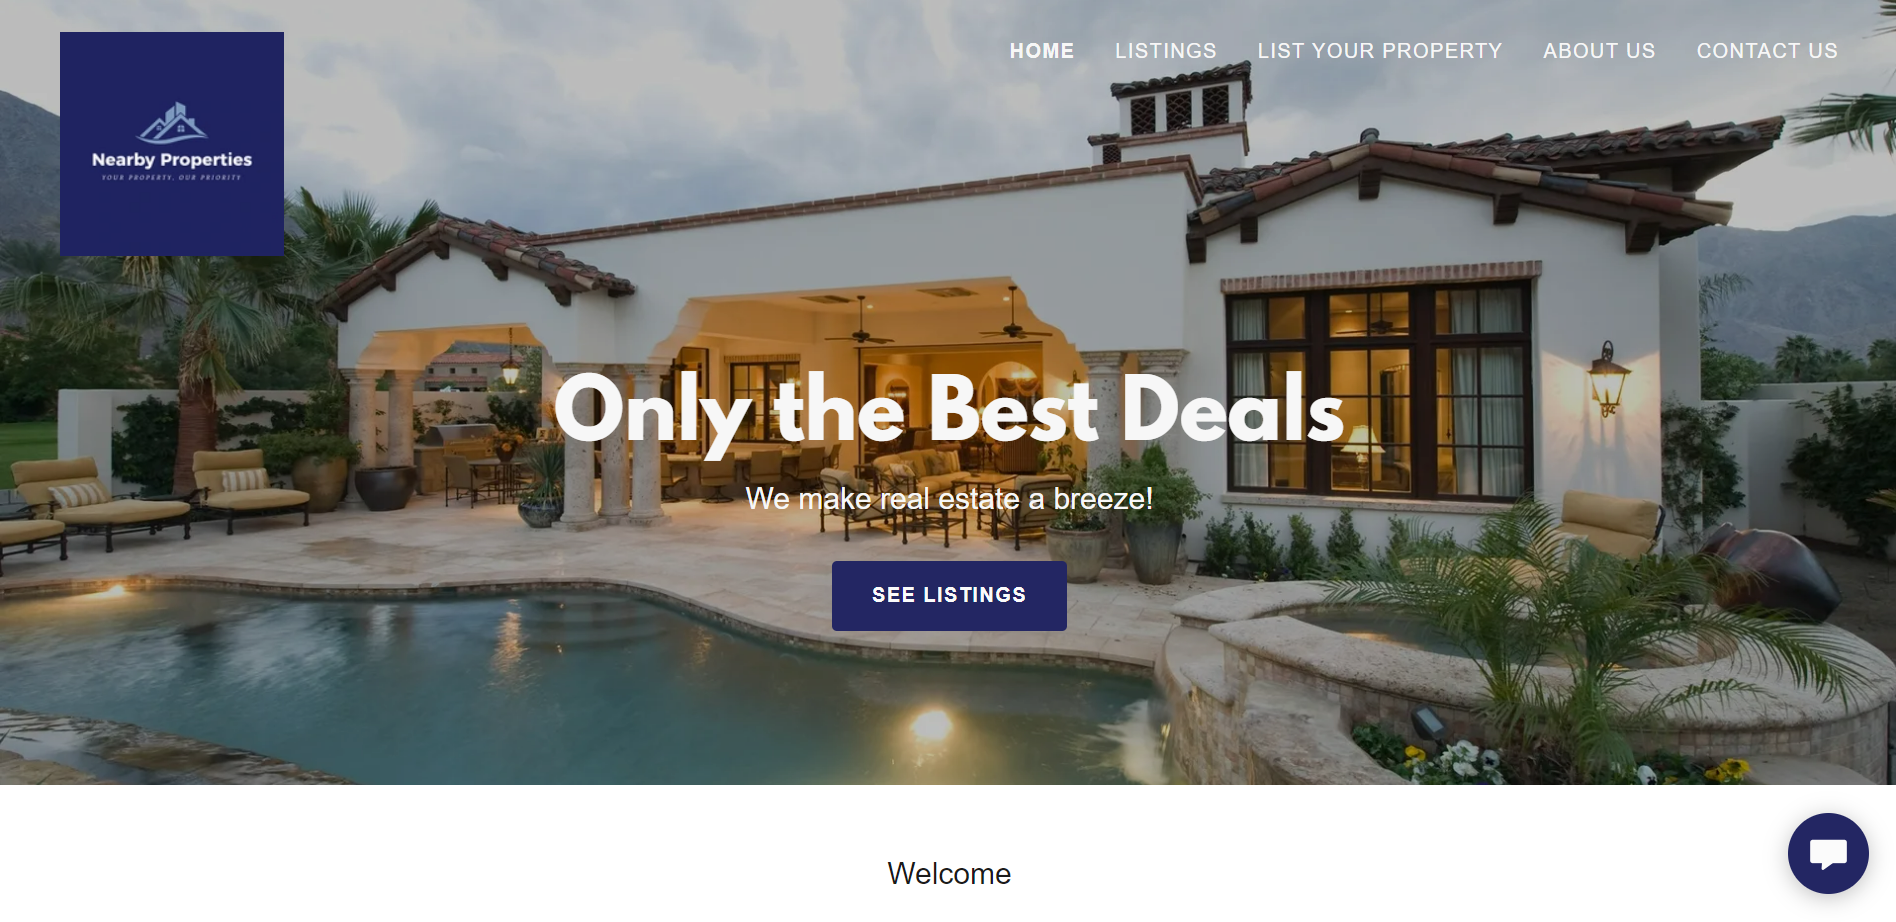 HOME LISTINGS LIST YOUR PROPERTY ABOUT US CONTACT US
Nearby Properties
YOUR PROPERTY, OUR PRIORITY
Only the Best Deals
We make real estate a breeze!
SEE LISTINGS
Welcome